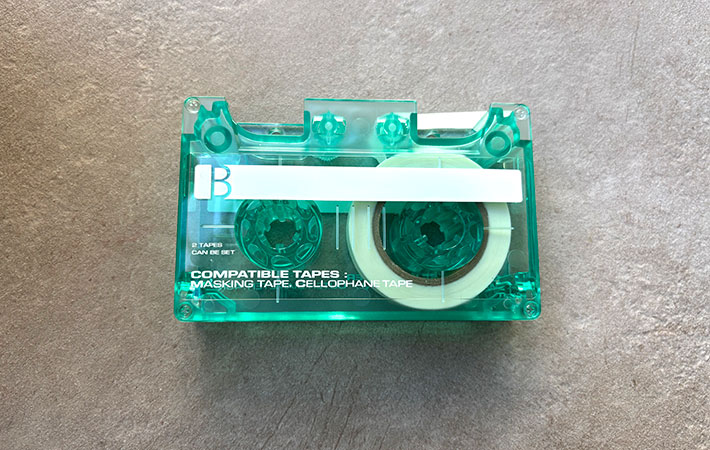 B
2 TAPES
CAN BE SET
COMPATIBLE TAPES :
MASKING TAPE. CELLOPHANE TAPE